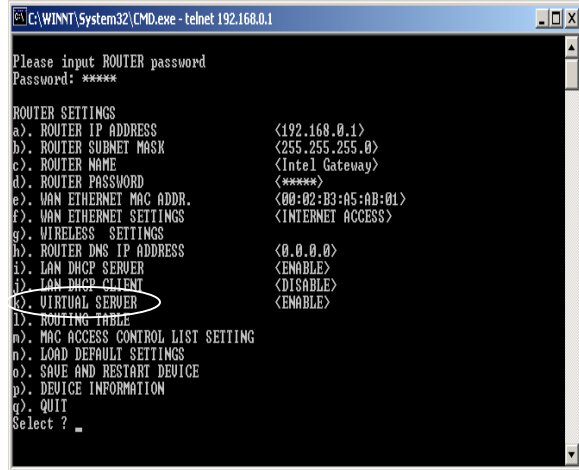 C:\WINNT\System32\CMD.exe - telnet 192.168.0.1
Please input ROUTER password
Password: *****
ROUTER SETTINGS
a). ROUTER IP ADDRESS <192.168.0.1>
b). ROUTER SUBNET MASK <255.255.255.0>
c). ROUTER NAME <Intel Gateway>
d). ROUTER PASSWORD <*****>
e). WAN ETHERNET MAC ADDR. <00:02:B3:A5:AB:01>
f). WAN ETHERNET SETTINGS <INTERNET ACCESS>
g). WIRELESS SETTINGS
h). ROUTER DNS IP ADDRESS <0.0.0.0>
i). LAN DHCP SERVER <ENABLE>
j). LAN DHCP CLIENT <DISABLE>
k). VIRTUAL SERVER <ENABLE>
l). ROUTING TABLE
m). MAC ACCESS CONTROL LIST SETTING
n). LOAD DEFAULT SETTINGS
o). SAVE AND RESTART DEVICE
p). DEVICE INFORMATION
q). QUIT
Select ? _